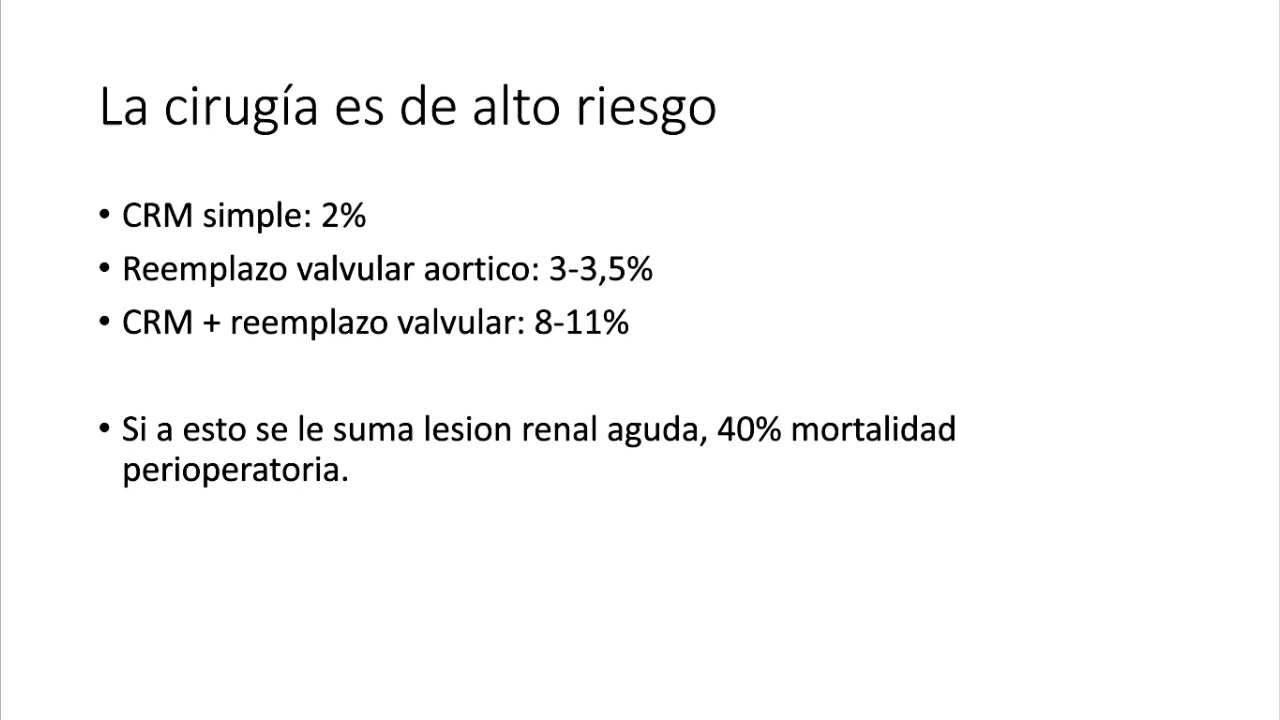 La cirugía es de alto riesgo
• CRM simple: 2%
• Reemplazo valvular aortico: 3-3,5%
• CRM + reemplazo valvular: 8-11%
• Si a esto se le suma lesion renal aguda, 40% mortalidad
perioperatoria.